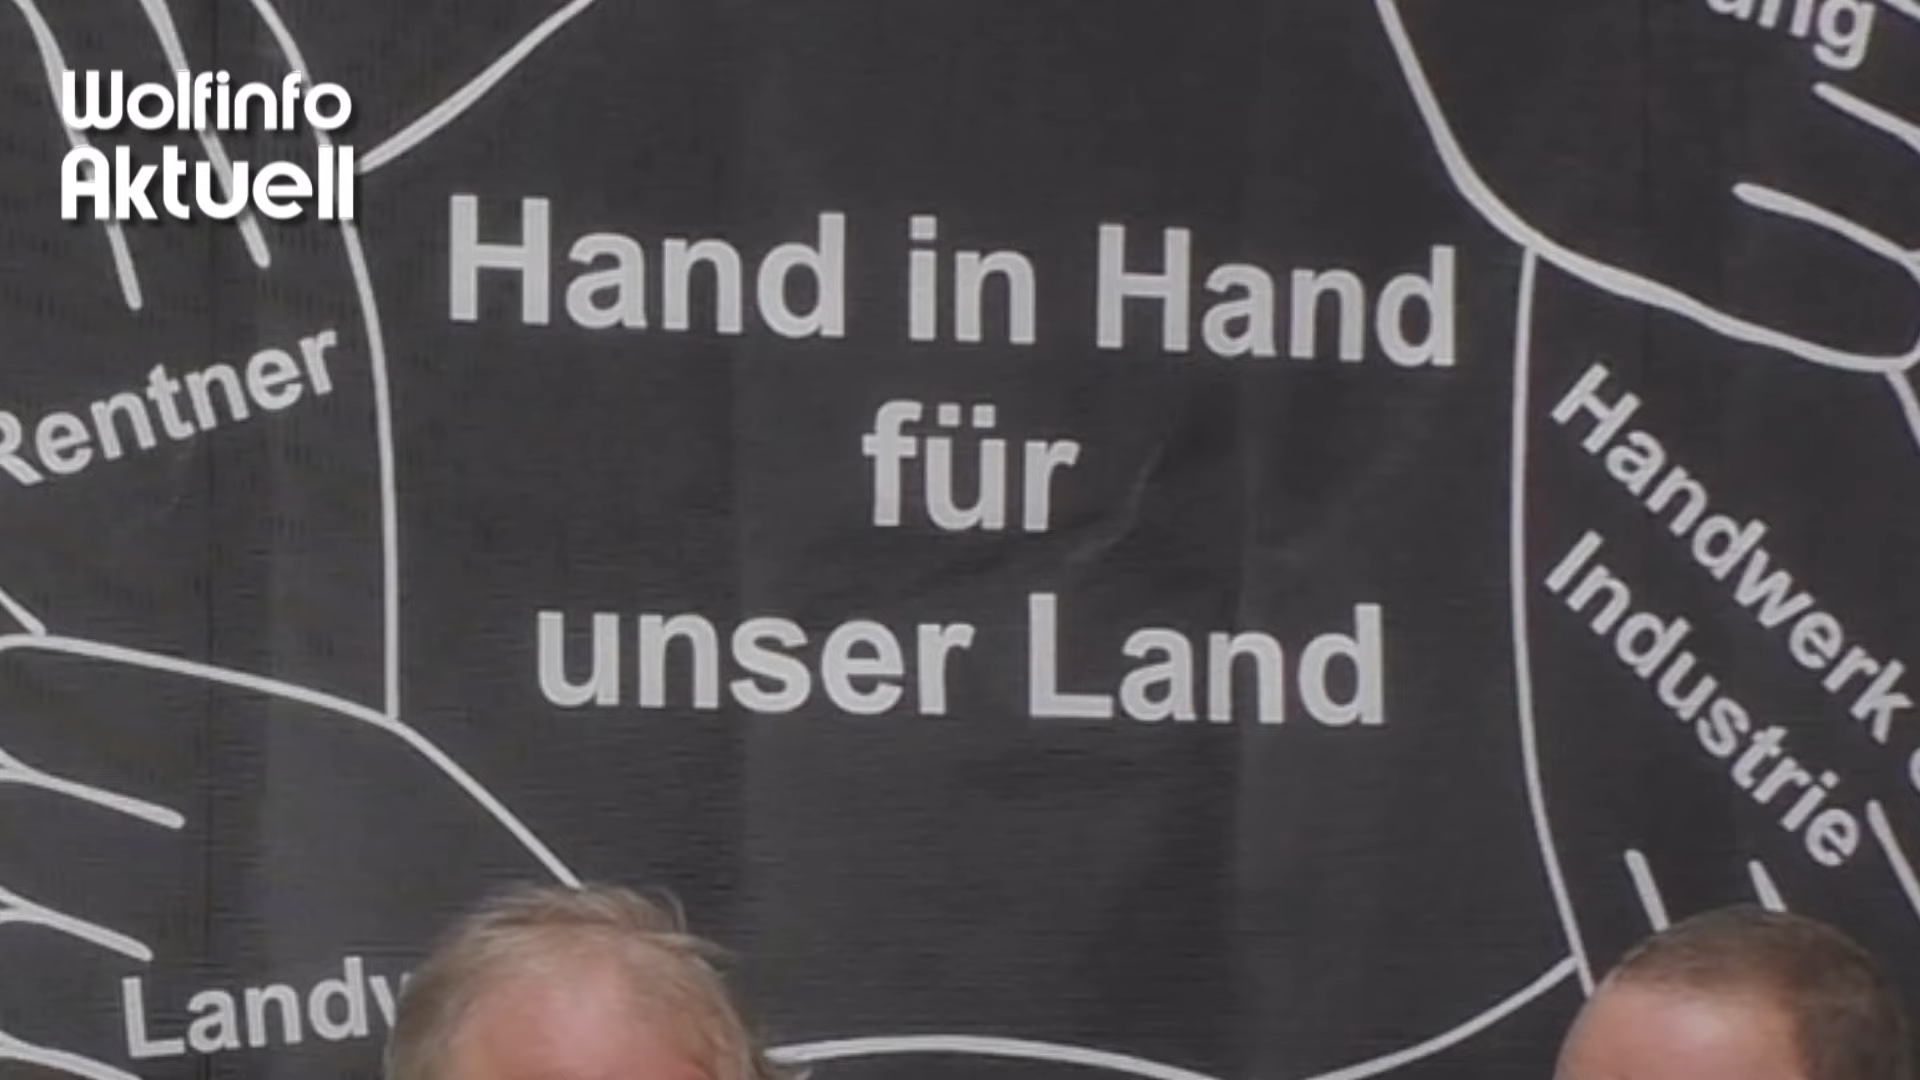 Wolfinfo
Aktuell
Hand in Hand
für
unser Land
Rentner
Handwerk
Industrie